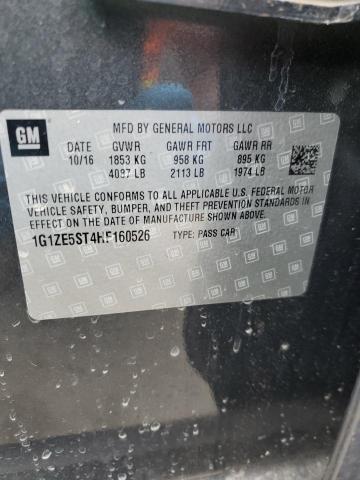 GM
MFD BY GENERAL MOTORS LLC
DATE GVWR GAWR FRT GAWR RR
10/16 1853 KG 958 KG 895 KG
4087 LB 2113 LB 1974 LB
THIS VEHICLE CONFORMS TO ALL APPLICABLE U.S. FEDERAL MOTOR
VEHICLE SAFETY, BUMPER, AND THEFT PREVENTION STANDARDS IN
EFFECT ON THE DATE OF MANUFACTURE SHOWN ABOVE.
1G1ZE5ST4HF160526 TYPE: PASS CAR